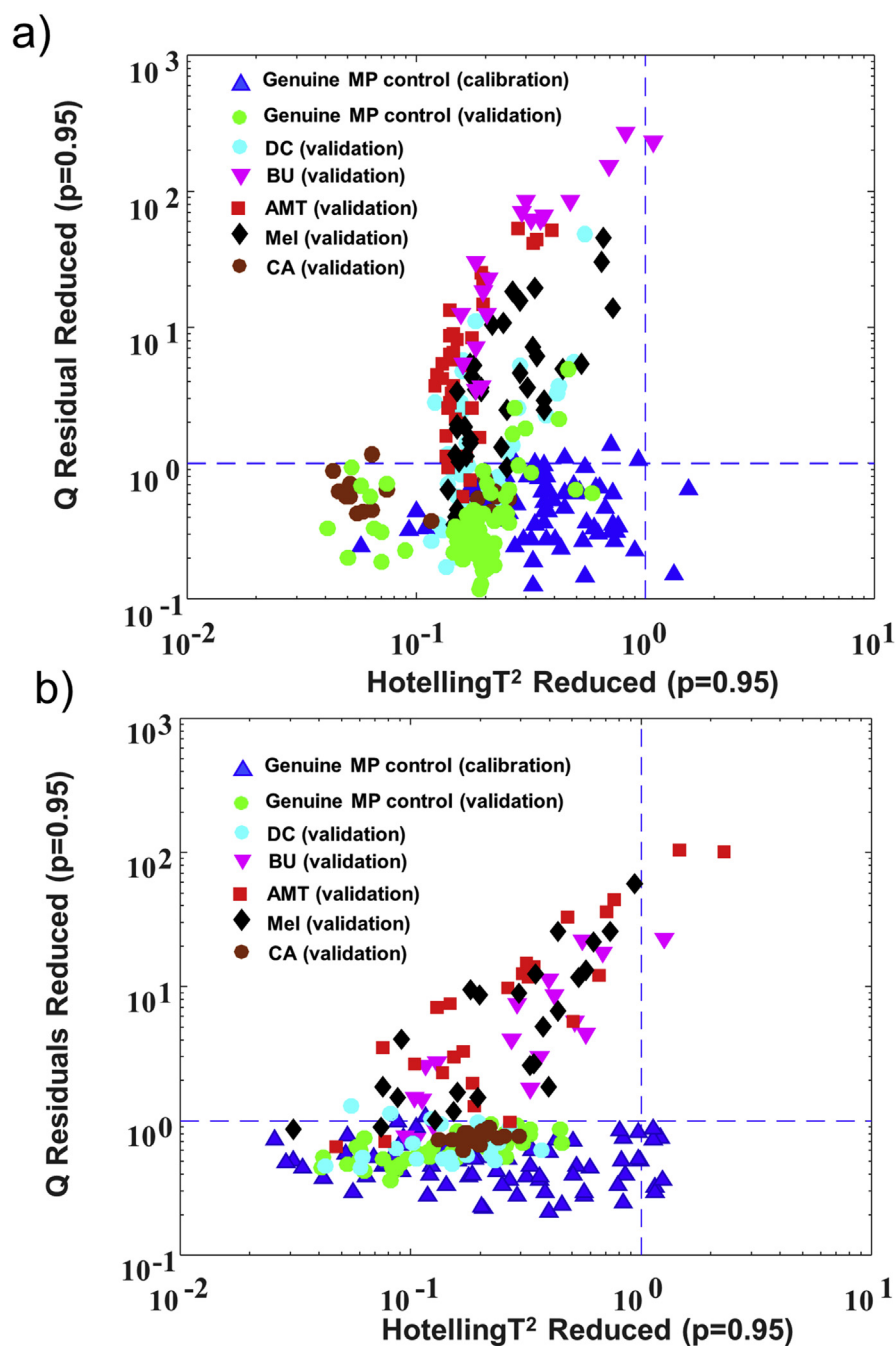 a)
Q Residual Reduced (p=0.95)
10³
10²
10¹
10⁰
10⁻¹
Genuine MP control (calibration)
Genuine MP control (validation)
DC (validation)
BU (validation)
AMT (validation)
Mel (validation)
CA (validation)
10⁻² 10⁻¹ 10⁰ 10¹
HotellingT² Reduced (p=0.95)
b)
Q Residuals Reduced (p=0.95)
10³
10²
10¹
10⁰
10⁻¹
Genuine MP control (calibration)
Genuine MP control (validation)
DC (validation)
BU (validation)
AMT (validation)
Mel (validation)
CA (validation)
10⁻² 10⁻¹ 10⁰ 10¹
HotellingT² Reduced (p=0.95)